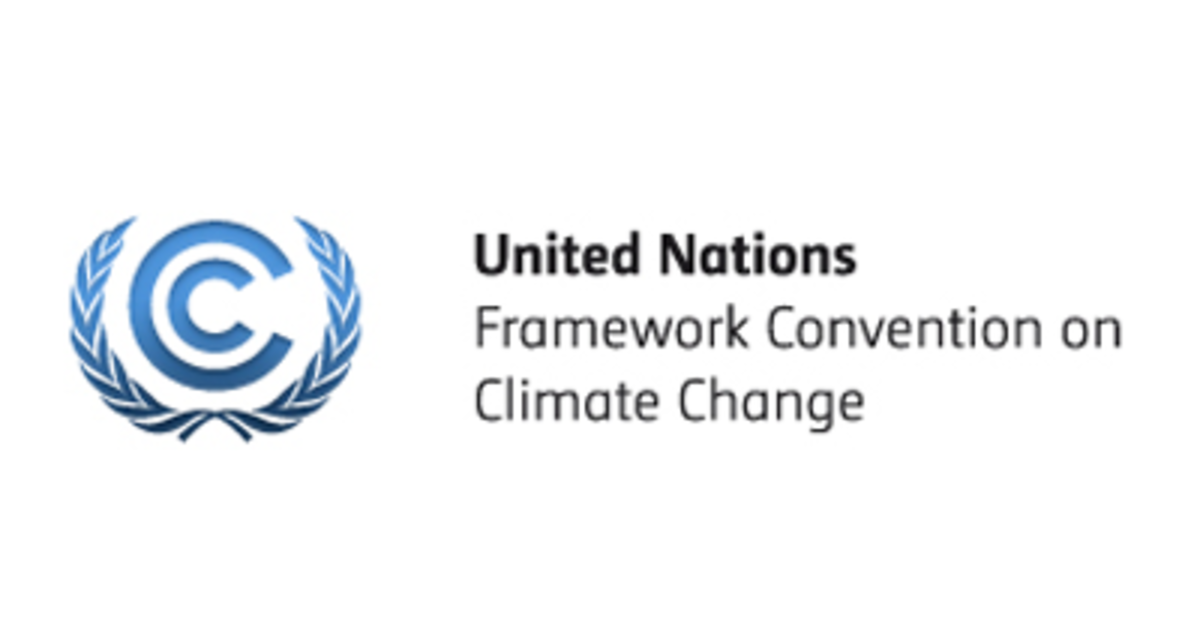 United Nations
Framework Convention on
Climate Change